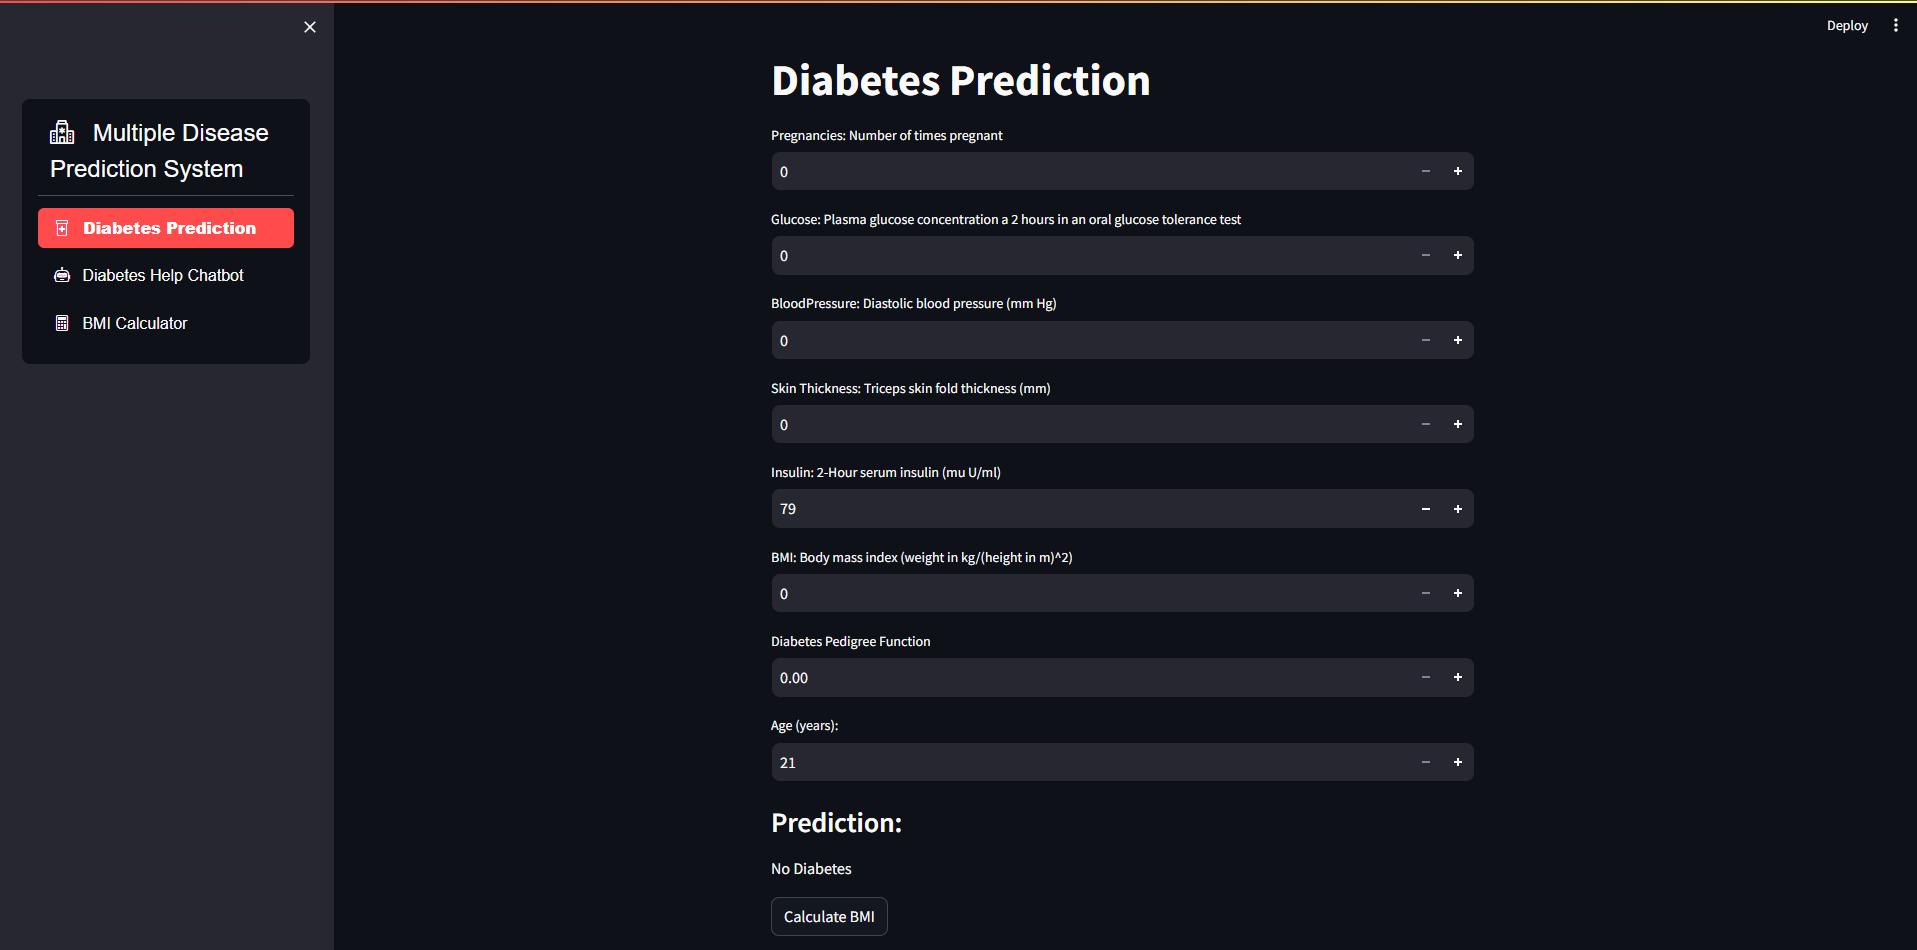 Deploy
Multiple Disease
Prediction System
Diabetes Prediction
Diabetes Help Chatbot
BMI Calculator
Diabetes Prediction
Pregnancies: Number of times pregnant
0
Glucose: Plasma glucose concentration a 2 hours in an oral glucose tolerance test
0
BloodPressure: Diastolic blood pressure (mm Hg)
0
Skin Thickness: Triceps skin fold thickness (mm)
0
Insulin: 2-Hour serum insulin (mu U/ml)
79
BMI: Body mass index (weight in kg/(height in m)^2)
0
Diabetes Pedigree Function
0.00
Age (years):
21
Prediction:
No Diabetes
Calculate BMI